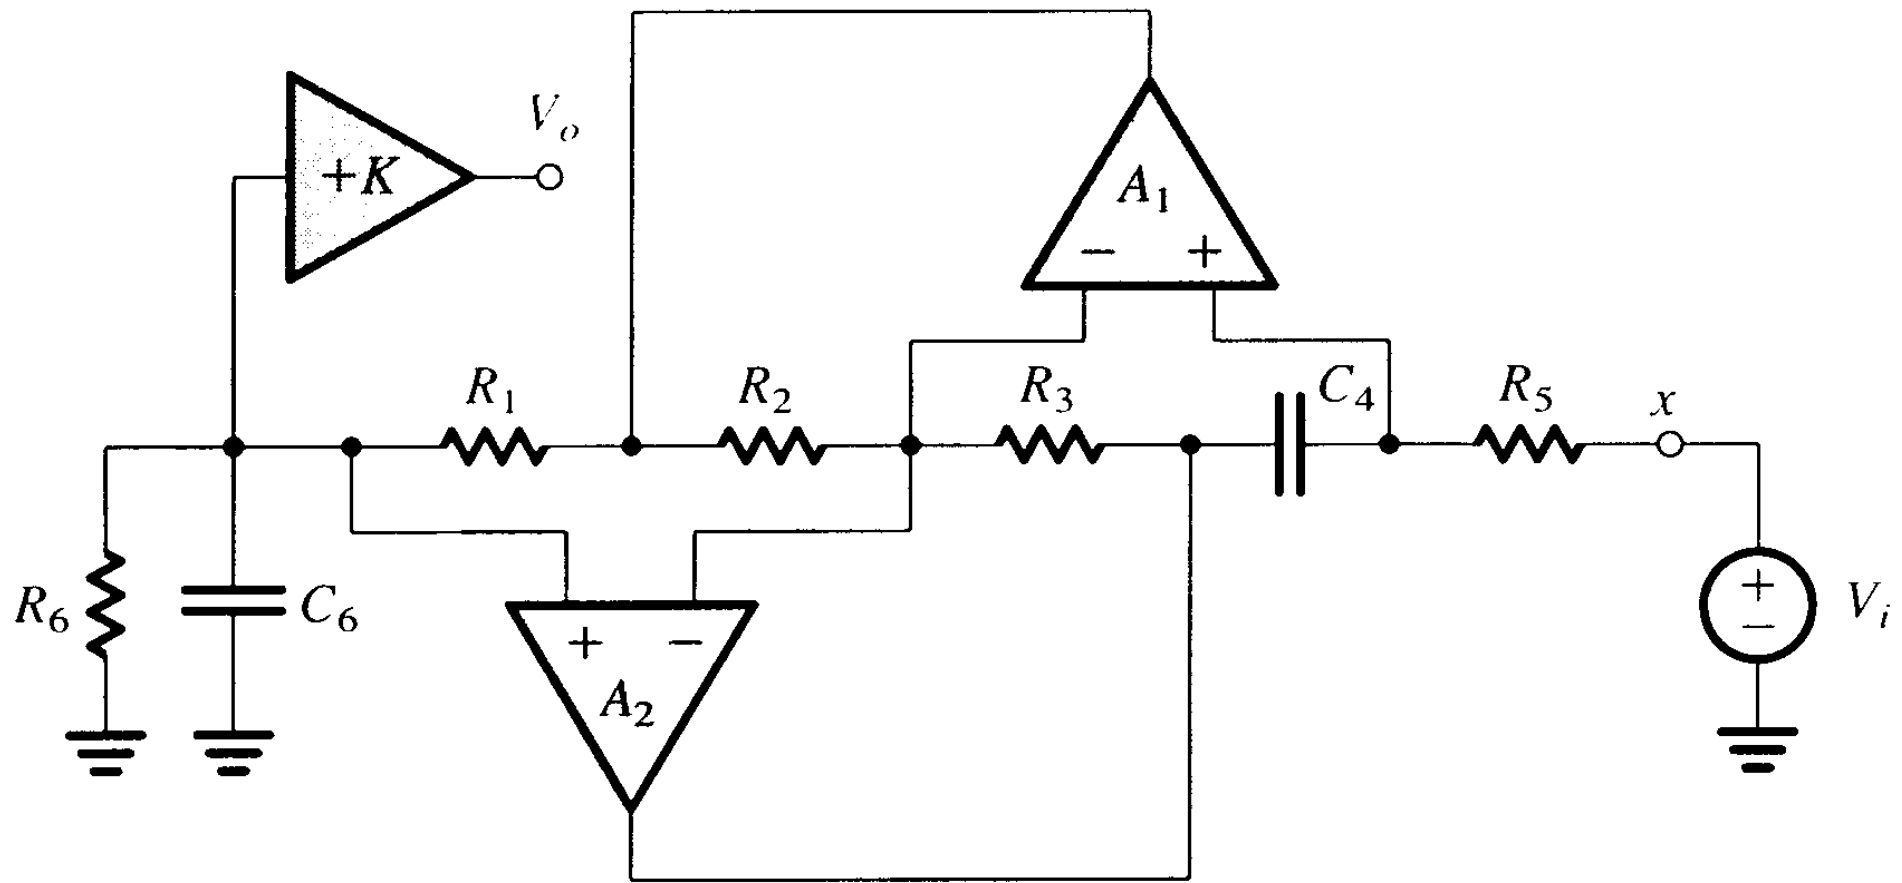 V_o
+K
A_1
− +
R_1
R_2
R_3
C_4
R_5
x
R_6
C_6
+ −
A_2
+
−
V_i